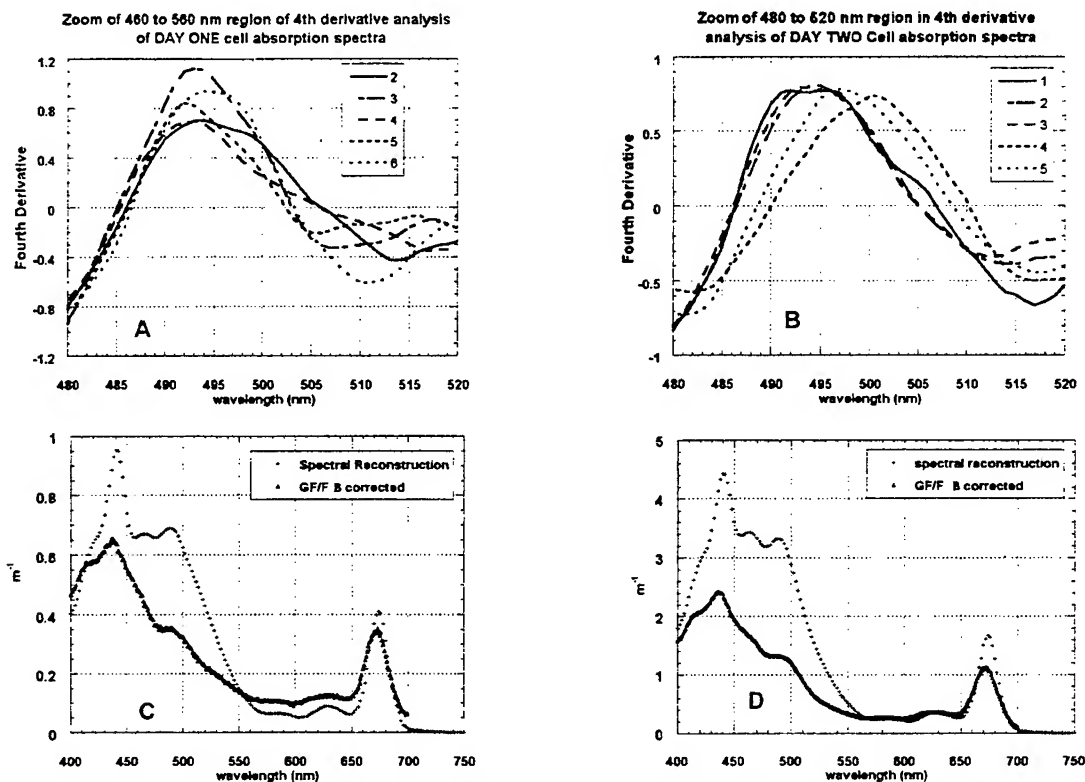 Zoom of 460 to 560 nm region of 4th derivative analysis
of DAY ONE cell absorption spectra
1.2
0.8
0.4
0
-0.4
-0.8
-1.2
Fourth Derivative
2
3
4
5
6
A
480 485 490 495 500 505 510 515 520
wavelength (nm)
Zoom of 480 to 520 nm region in 4th derivative
analysis of DAY TWO Cell absorption spectra
1
0.5
0
-0.5
-1
Fourth Derivative
1
2
3
4
5
B
480 485 490 495 500 505 510 515 520
wavelength (nm)
1
0.8
0.6
0.4
0.2
0
m-1
Spectral Reconstruction
GF/F B corrected
C
400 450 500 550 600 650 700 750
wavelength (nm)
5
4
3
2
1
0
m-1
spectral reconstruction
GF/F B corrected
D
400 450 500 550 600 650 700 750
wavelength (nm)